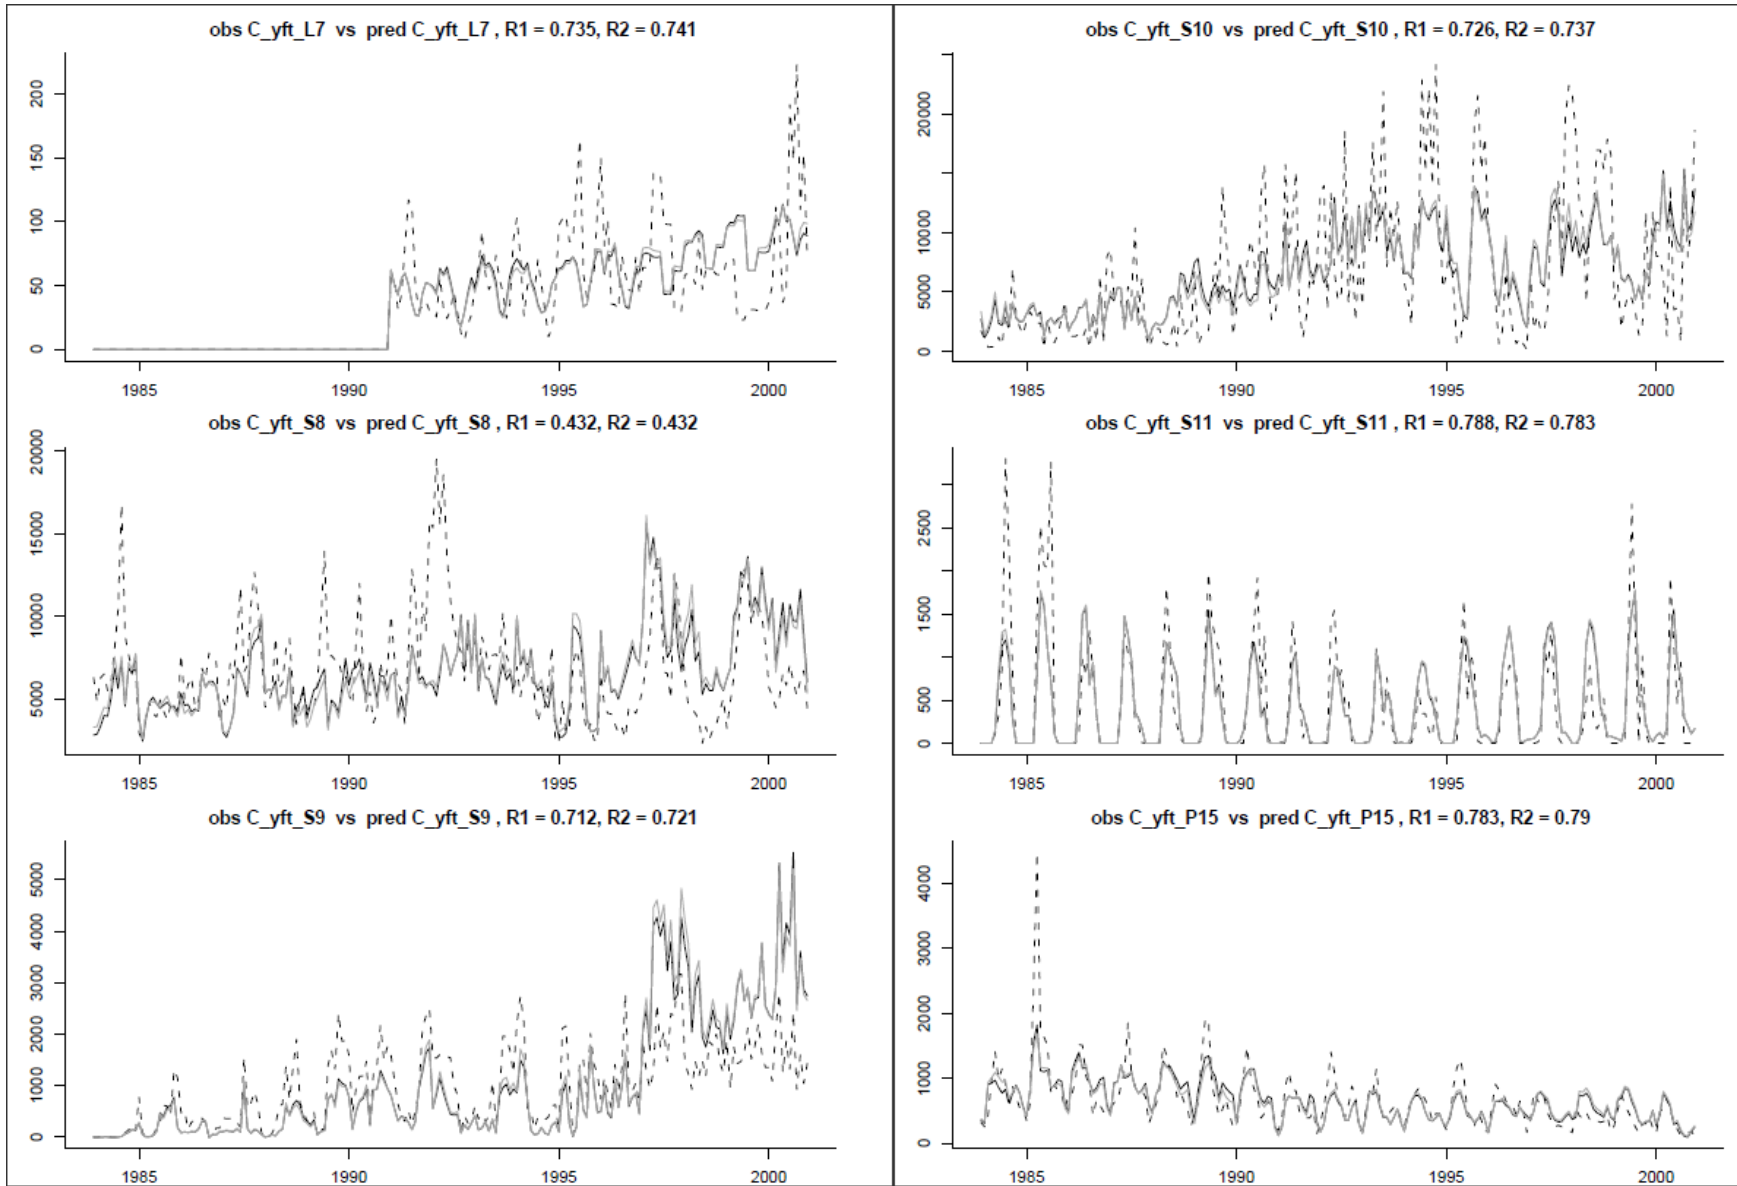 obs C_yft_L7 vs pred C_yft_L7 , R1 = 0.735, R2 = 0.741
200
150
100
50
0
1985 1990 1995 2000
obs C_yft_S8 vs pred C_yft_S8 , R1 = 0.432, R2 = 0.432
20000
15000
10000
5000
1985 1990 1995 2000
obs C_yft_S9 vs pred C_yft_S9 , R1 = 0.712, R2 = 0.721
5000
4000
3000
2000
1000
0
1985 1990 1995 2000
obs C_yft_S10 vs pred C_yft_S10 , R1 = 0.726, R2 = 0.737
20000
10000
5000
0
1985 1990 1995 2000
obs C_yft_S11 vs pred C_yft_S11 , R1 = 0.788, R2 = 0.783
2500
1500
500
0
1985 1990 1995 2000
obs C_yft_P15 vs pred C_yft_P15 , R1 = 0.783, R2 = 0.79
4000
3000
2000
1000
0
1985 1990 1995 2000